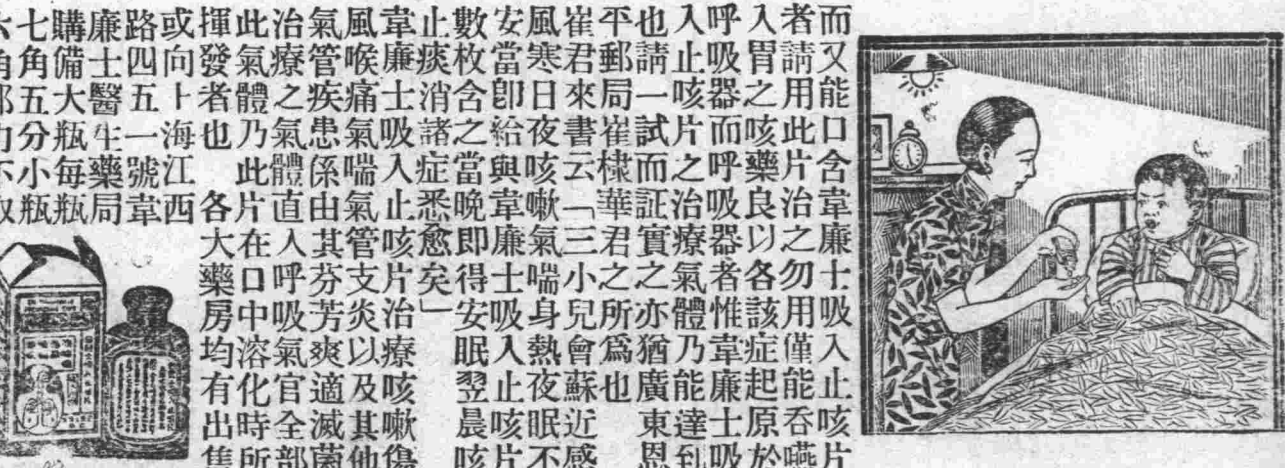 而又能口含韋廉士吸入止咳片
者請用此片治之勿用僅能吞嚥
入胃之咳藥良以各該症起原於
呼吸器而呼吸器者惟韋廉士吸
入止咳片之治療氣體乃能達到
也請一試而証實之亦猶廣東恩
平郵局崔棣華君之所爲也
崔君來書云「三小兒曾蘇近感
風寒日夜咳嗽氣喘身熱夜眠不
安當卽給與韋廉士吸入止咳片
數枚含之當晚即得安眠翌晨咳
止痰消諸症悉愈矣」
韋廉士吸入止咳片治療咳嗽傷
風喉痛氣喘氣管支炎以及其他
氣管疾患係由其芬芳爽適滅菌
治療之氣體直入呼吸氣官全部
此氣體乃此片在口中溶化時所
揮發者也 各大藥房均有出售
或向上海江西
路四五一號韋
廉士醫生藥局
購備大瓶每瓶
七角五分小瓶